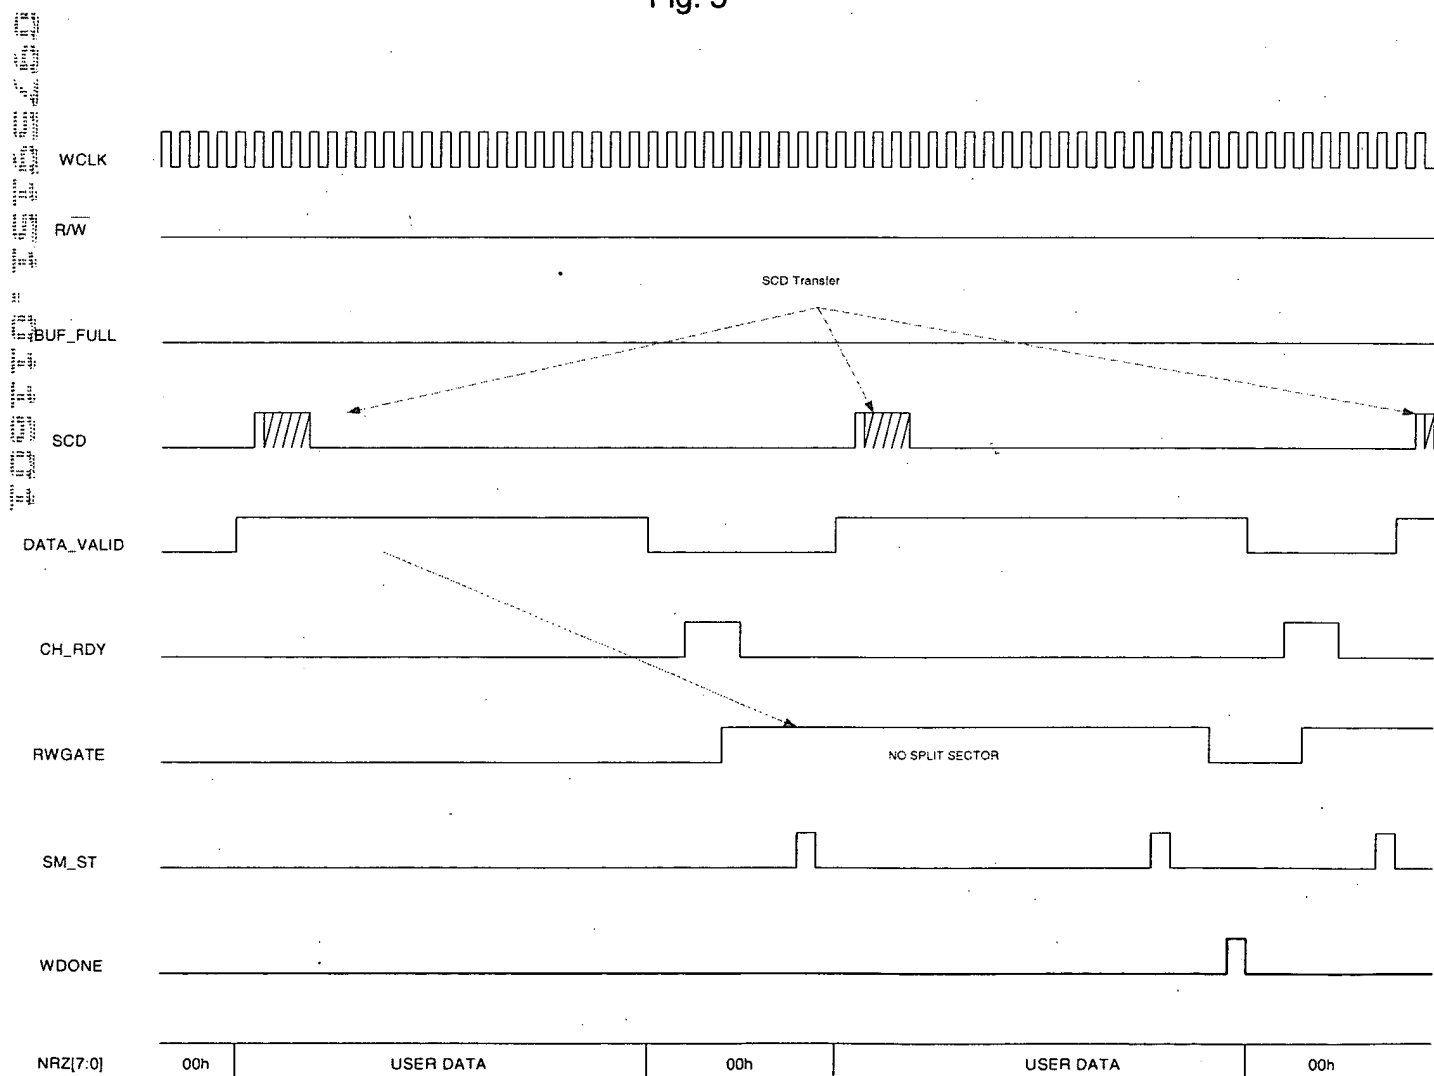 WCLK
R/W̅
SCD Transfer
BUF_FULL
SCD
DATA_VALID
CH_RDY
RWGATE
NO SPLIT SECTOR
SM_ST
WDONE
NRZ[7:0] 00h USER DATA 00h USER DATA 00h